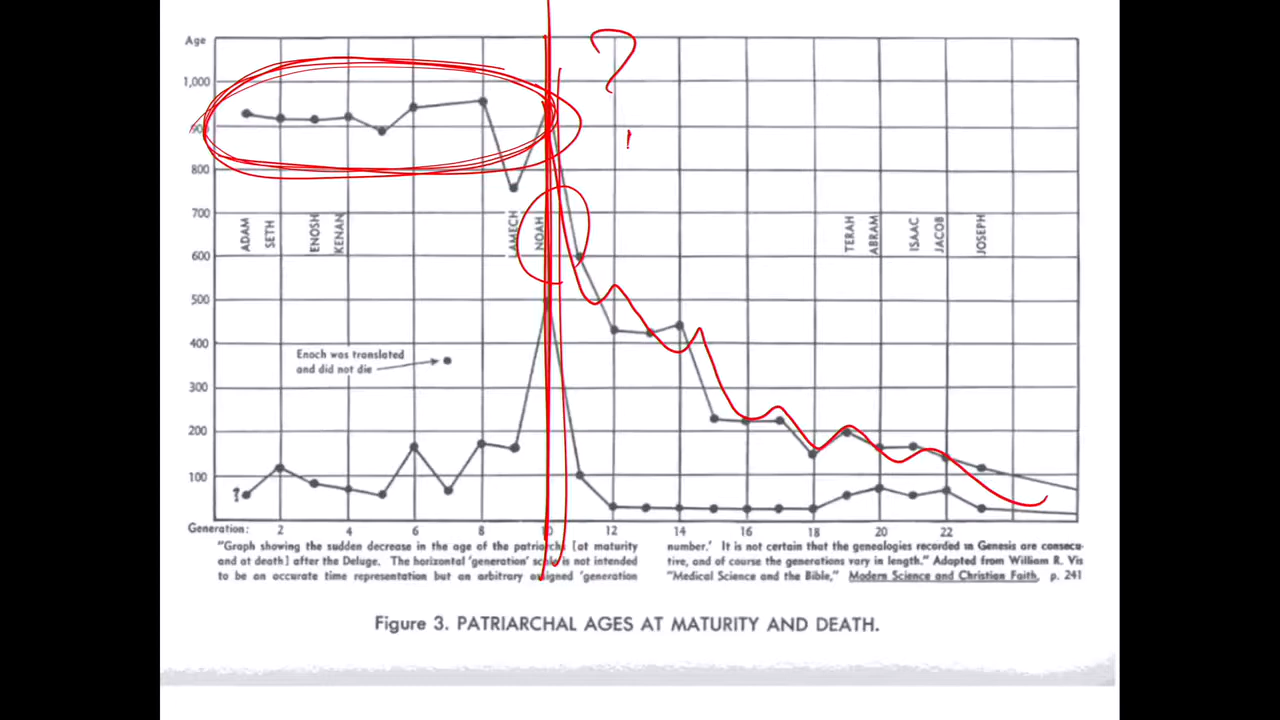 Age
1,000
900
800
700
600
500
400
300
200
100
ADAM
SETH
ENOSH
KENAN
LAMECH
NOAH
TERAH
ABRAM
ISAAC
JACOB
JOSEPH
Enoch was translated
and did not die
?
?
Generation: 2 4 6 8 10 12 14 16 18 20 22
"Graph showing the sudden decrease in the age of the patriarchs [at maturity
and at death] after the Deluge. The horizontal 'generation' scale is not intended
to be an accurate time representation but an arbitrary assigned 'generation
number.' It is not certain that the genealogies recorded in Genesis are consecu-
tive, and of course the generations vary in length." Adapted from William R. Vis
"Medical Science and the Bible," Modern Science and Christian Faith, p. 241
Figure 3. PATRIARCHAL AGES AT MATURITY AND DEATH.